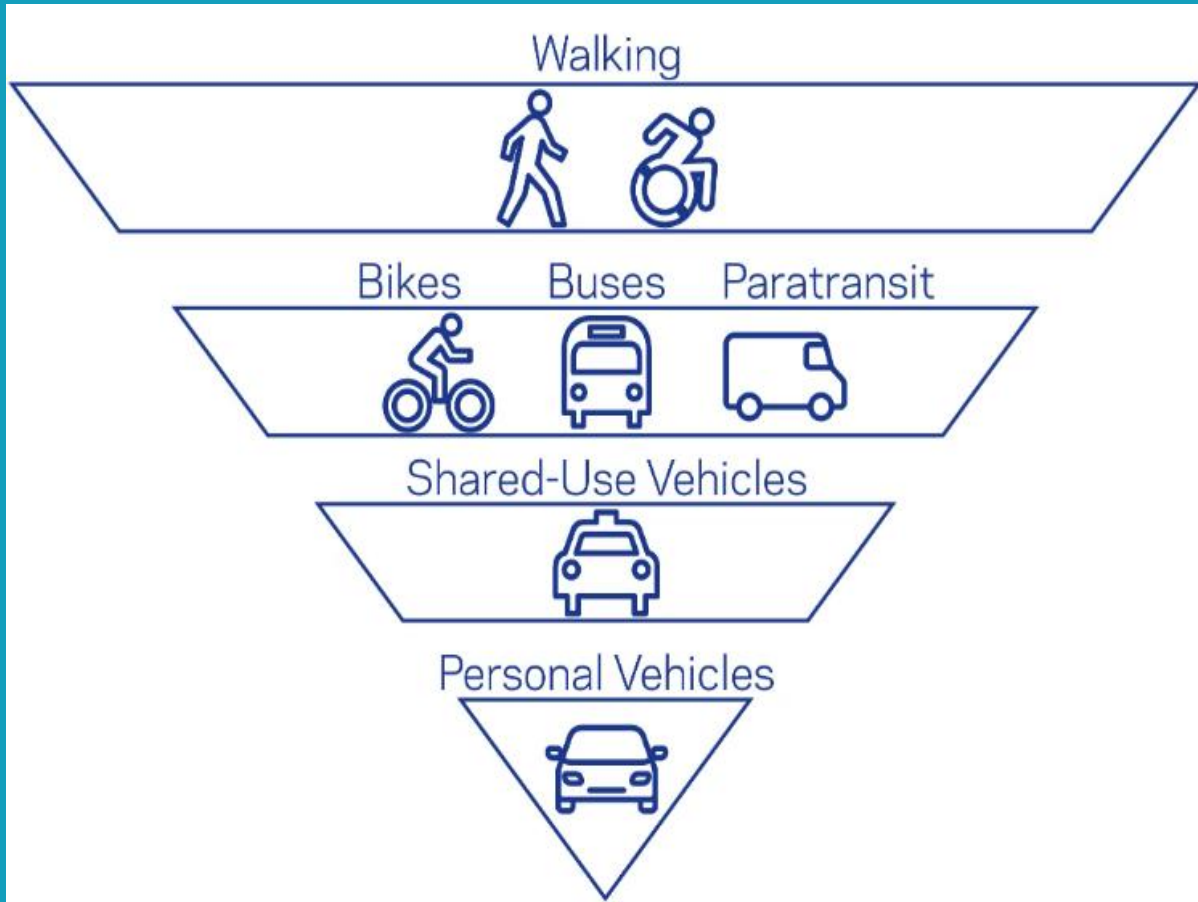 Walking
Bikes Buses Paratransit
Shared-Use Vehicles
Personal Vehicles